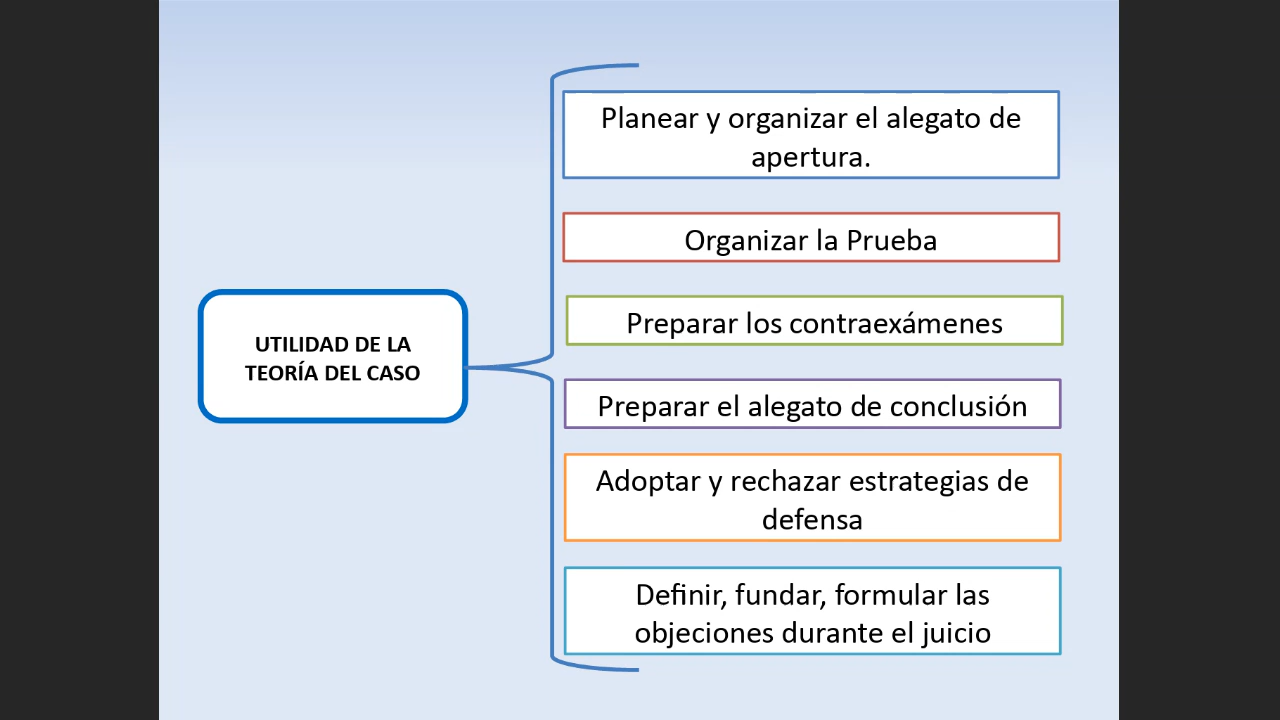 UTILIDAD DE LA
TEORÍA DEL CASO
Planear y organizar el alegato de
apertura.
Organizar la Prueba
Preparar los contraexámenes
Preparar el alegato de conclusión
Adoptar y rechazar estrategias de
defensa
Definir, fundar, formular las
objeciones durante el juicio